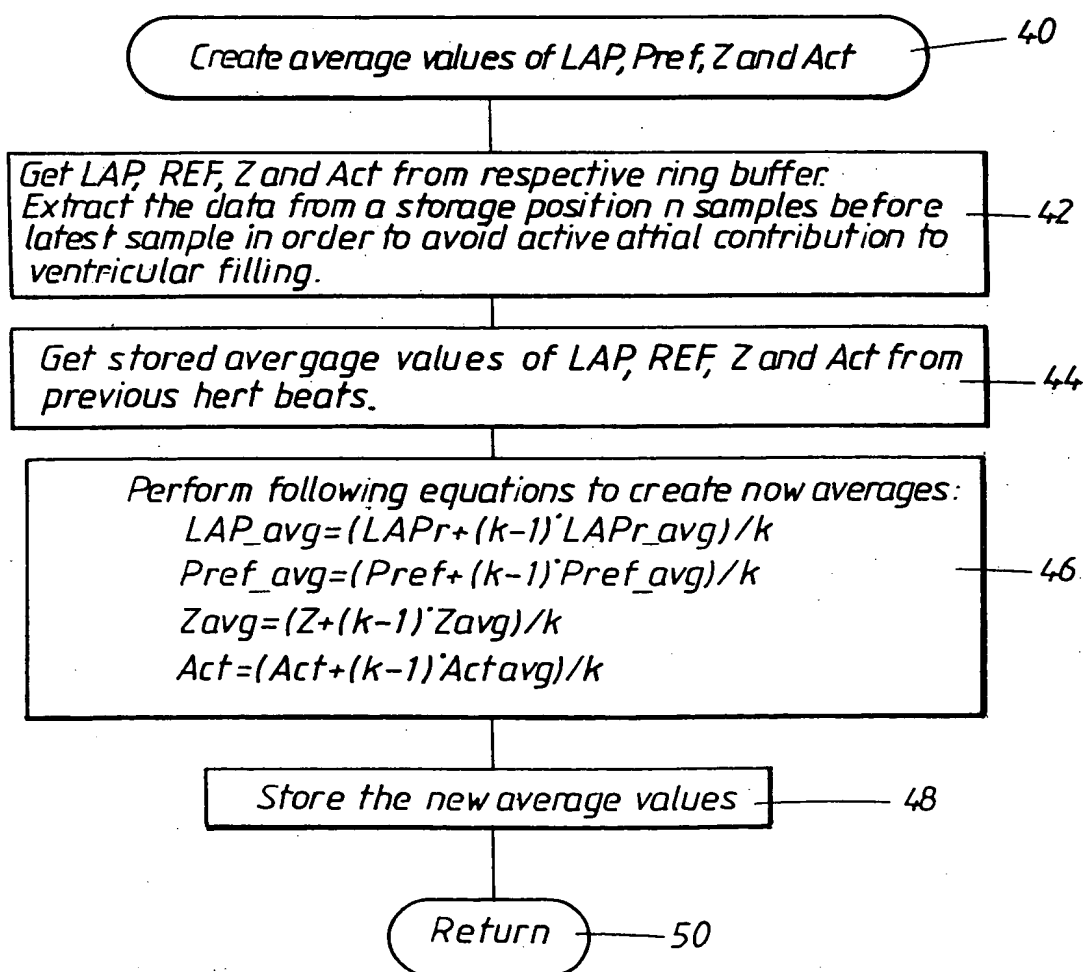 Create average values of LAP, Pref, Z and Act
40
Get LAP, REF, Z and Act from respective ring buffer.
Extract the data from a storage position n samples before
latest sample in order to avoid active attial contribution to
ventricular filling.
42
Get stored avergage values of LAP, REF, Z and Act from
previous hert beats.
44
Perform following equations to create now averages:
LAP_avg=(LAPr+(k-1)·LAPr_avg)/k
Pref_avg=(Pref+(k-1)·Pref_avg)/k
Zavg=(Z+(k-1)·Zavg)/k
Act=(Act+(k-1)·Actavg)/k
46
Store the new average values
48
Return
50